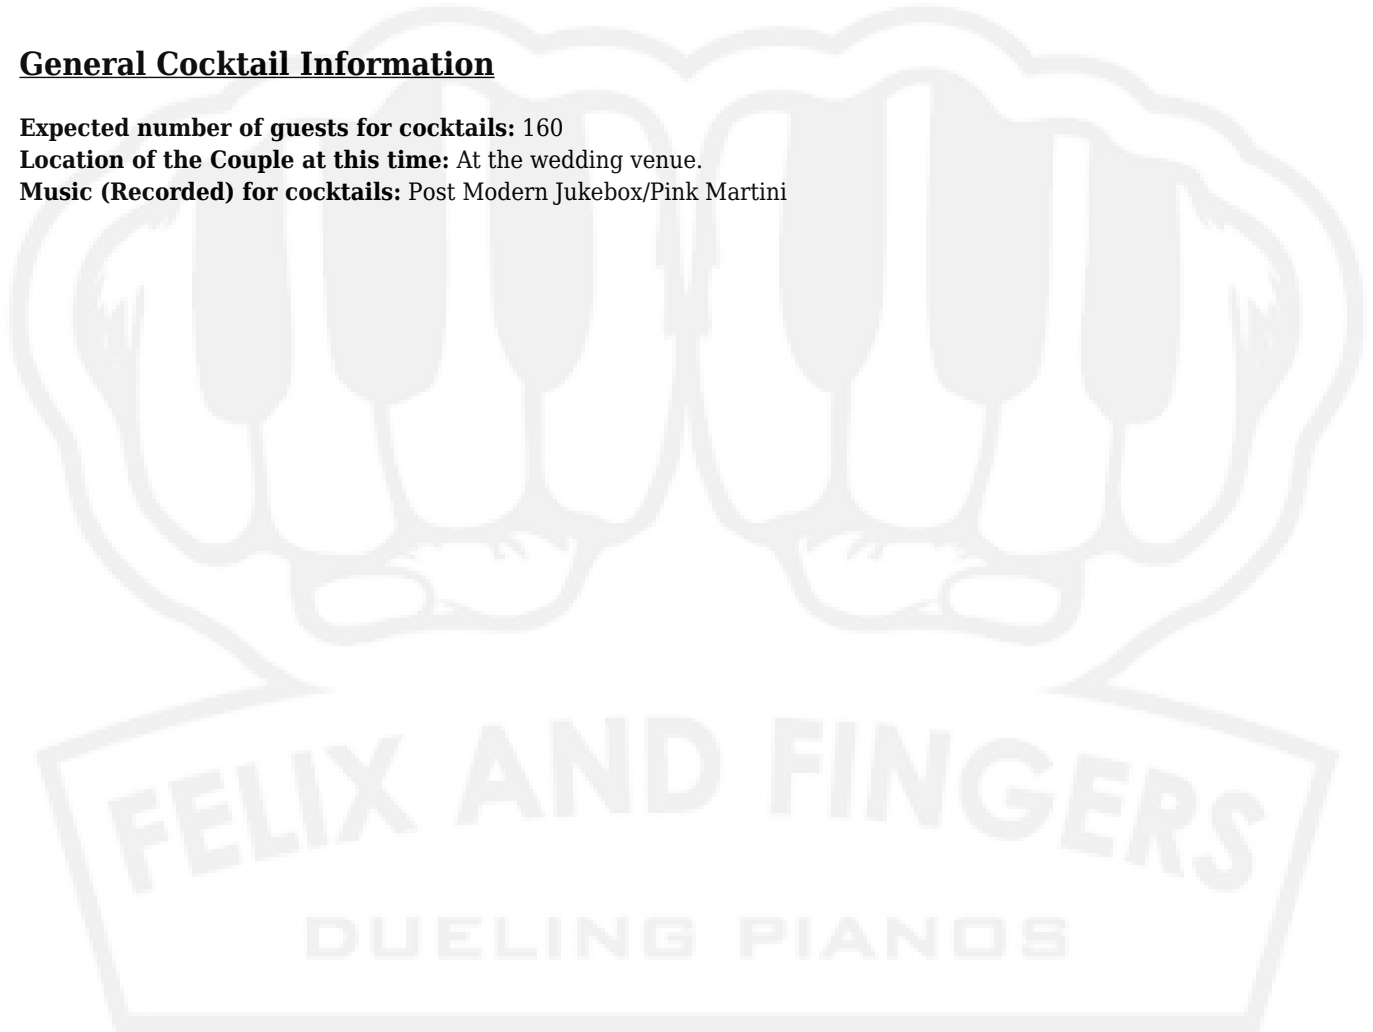 General Cocktail Information
Expected number of guests for cocktails: 160
Location of the Couple at this time: At the wedding venue.
Music (Recorded) for cocktails: Post Modern Jukebox/Pink Martini
FELIX AND FINGERS
DUELING PIANOS